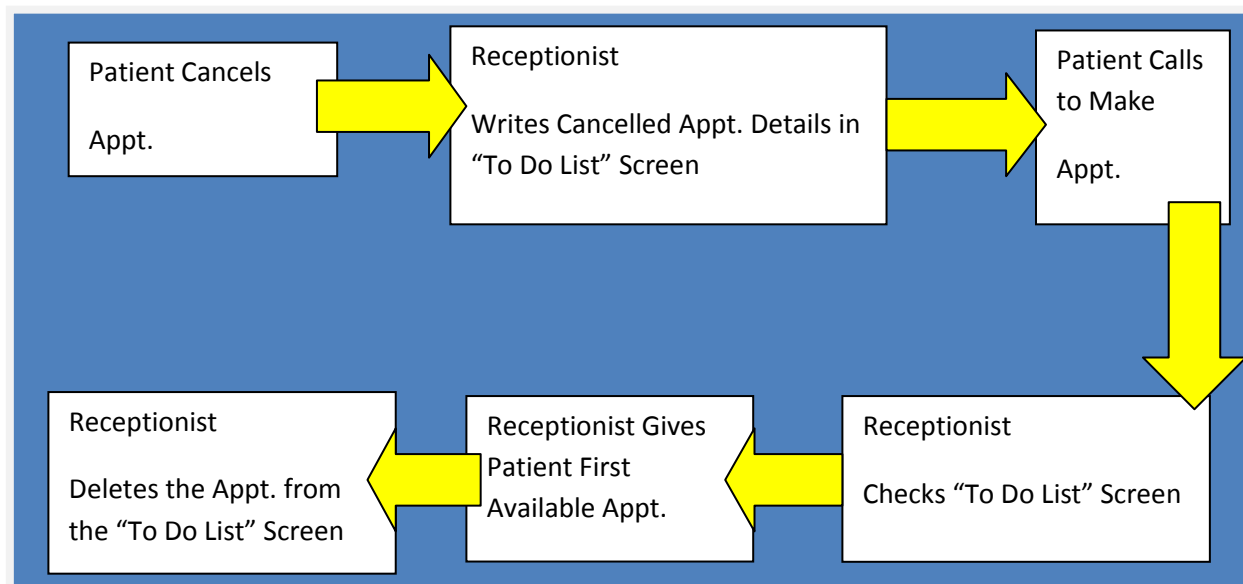 Patient Cancels
Appt.
Receptionist
Writes Cancelled Appt. Details in
“To Do List” Screen
Patient Calls
to Make
Appt.
Receptionist
Checks “To Do List” Screen
Receptionist Gives
Patient First
Available Appt.
Receptionist
Deletes the Appt. from
the “To Do List” Screen